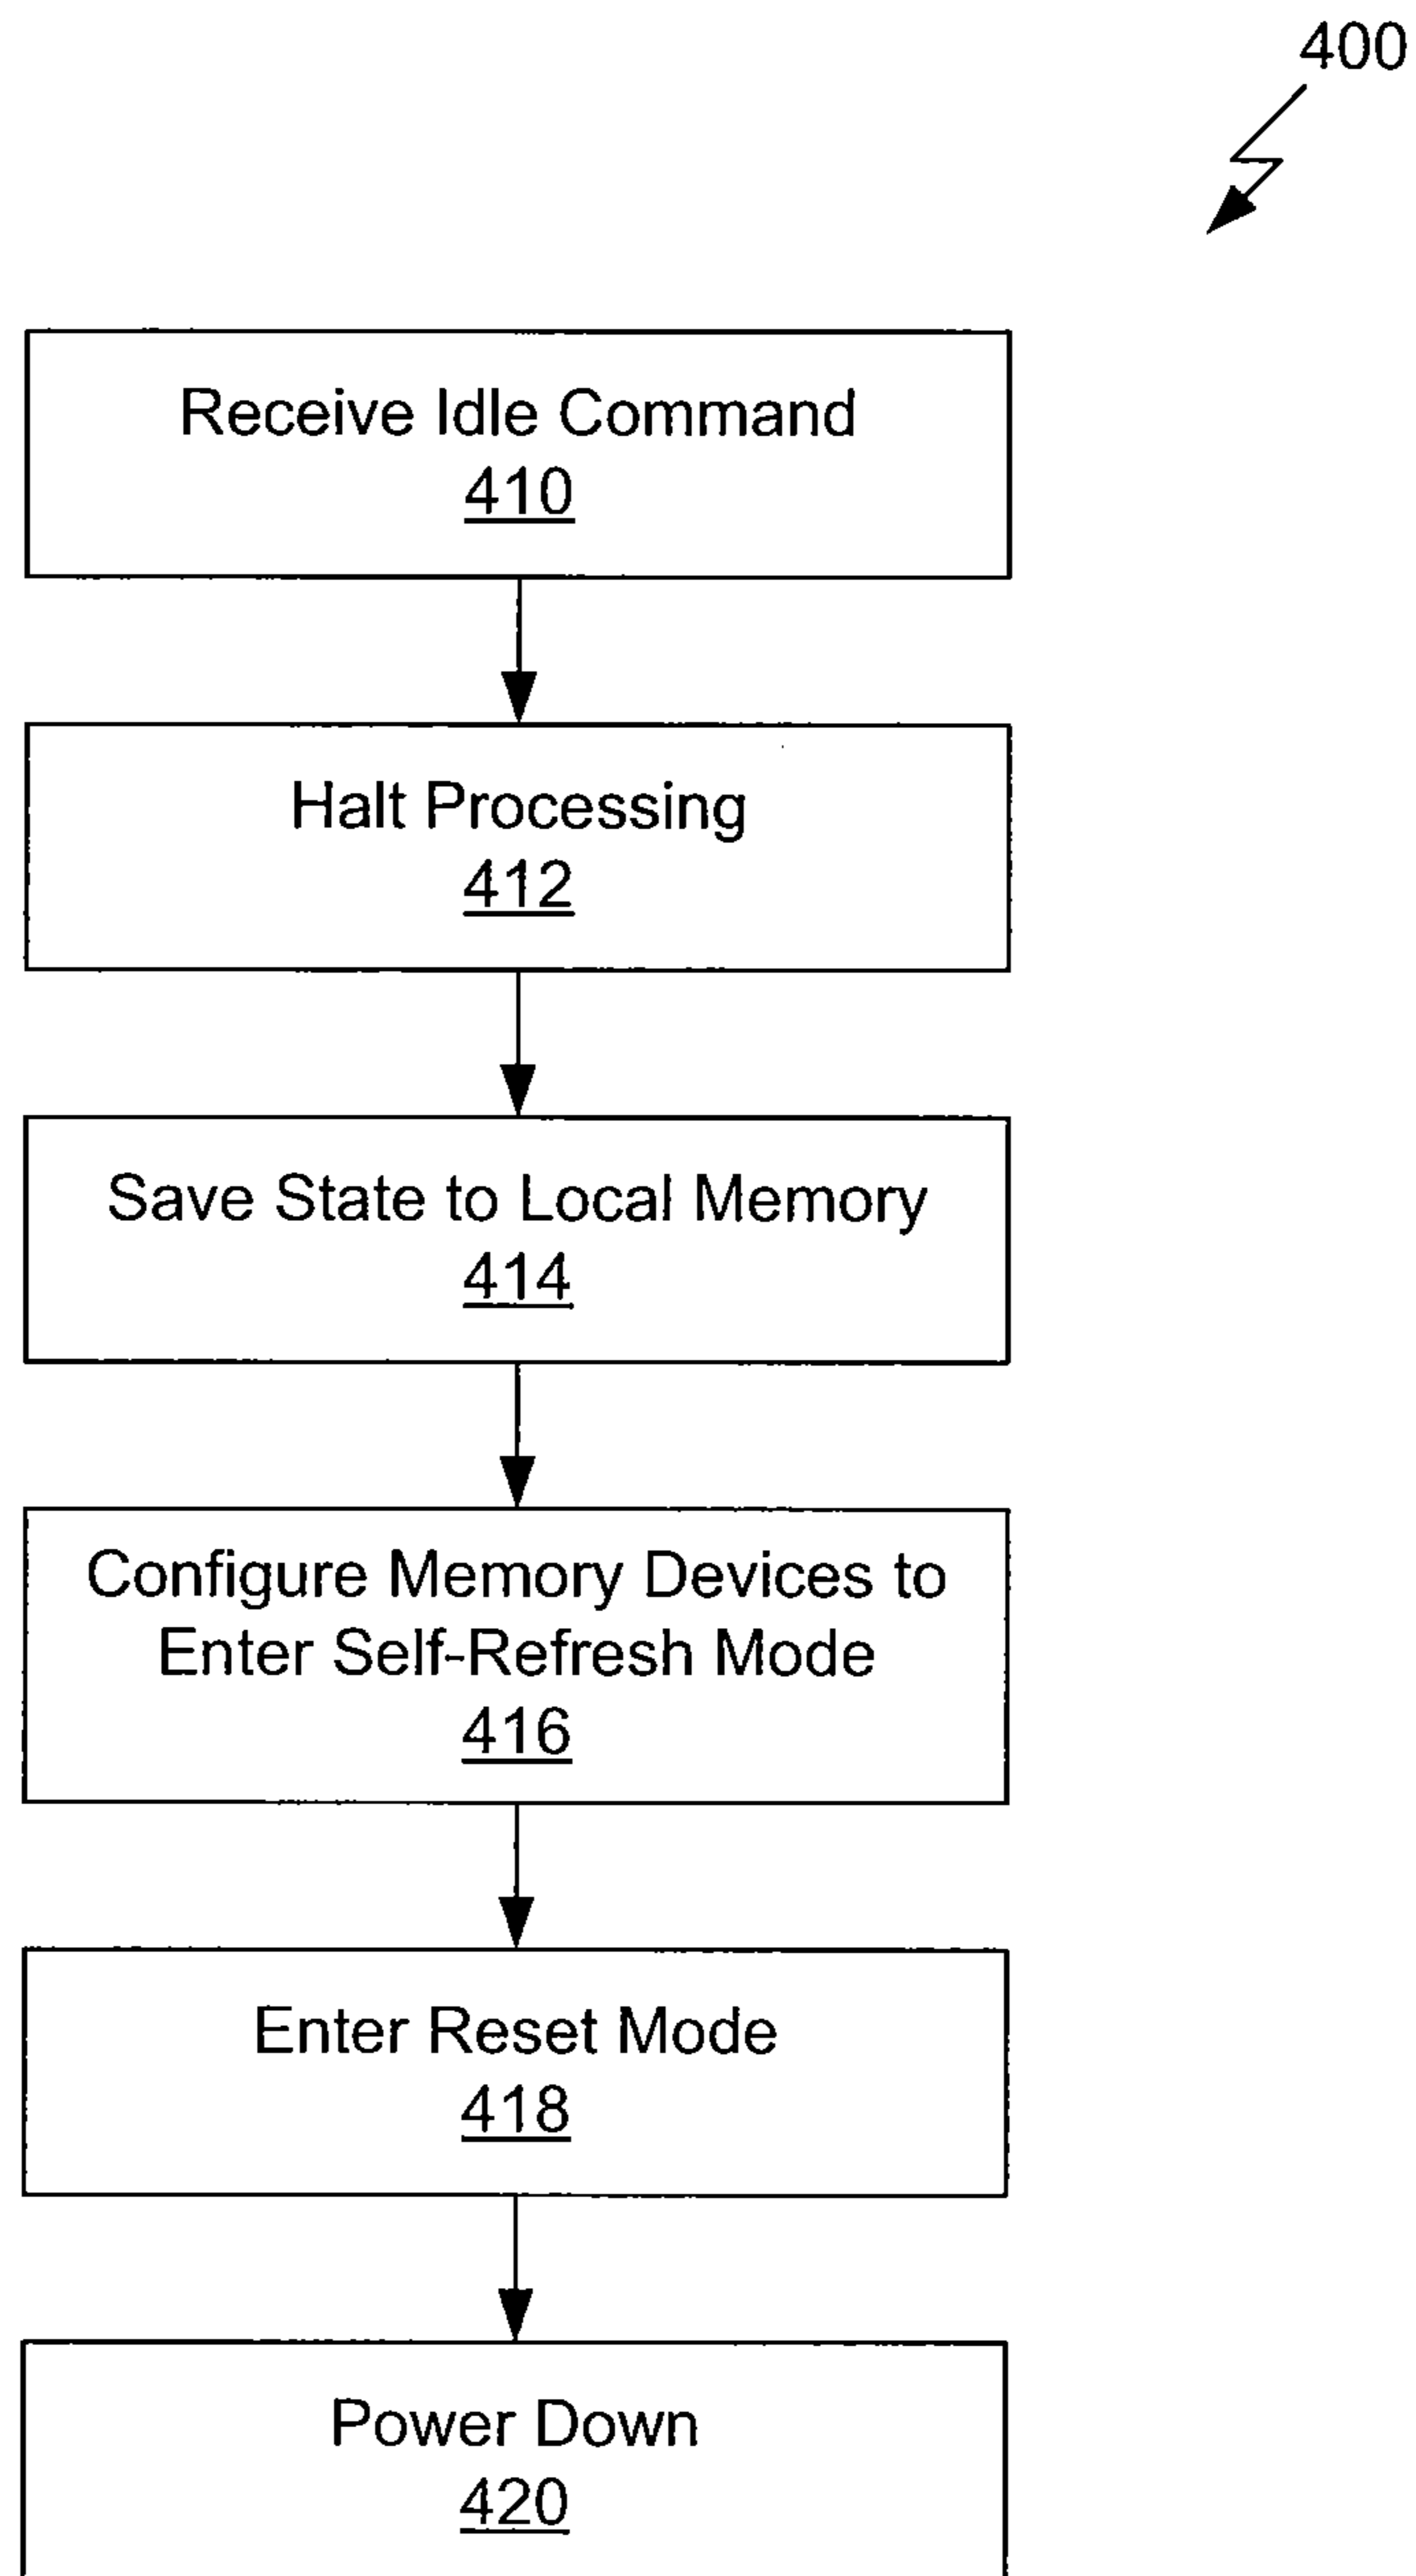 400
Receive Idle Command
410
Halt Processing
412
Save State to Local Memory
414
Configure Memory Devices to
Enter Self-Refresh Mode
416
Enter Reset Mode
418
Power Down
420